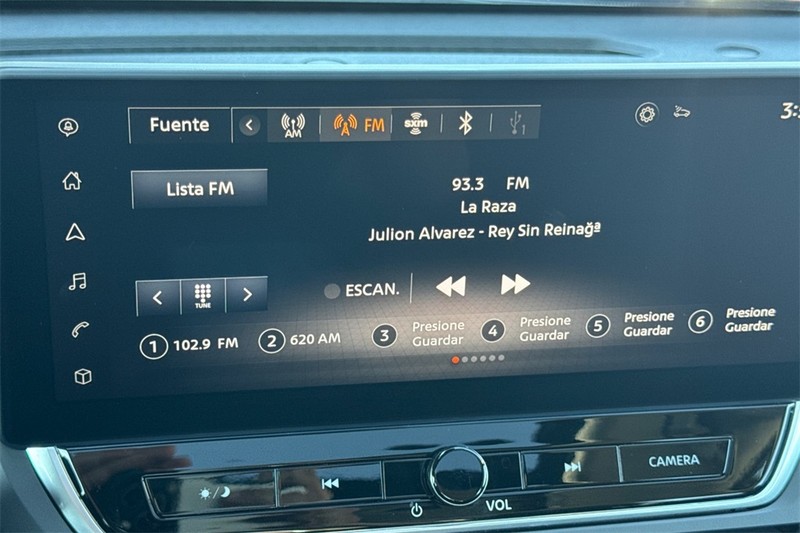 Fuente
AM
FM
sxm
1
Lista FM
93.3 FM
La Raza
Julion Alvarez - Rey Sin Reinağª
TUNE
ESCAN.
1 102.9 FM
2 620 AM
3 Presione
Guardar
4 Presione
Guardar
5 Presione
Guardar
6 Presione
Guardar
VOL
CAMERA